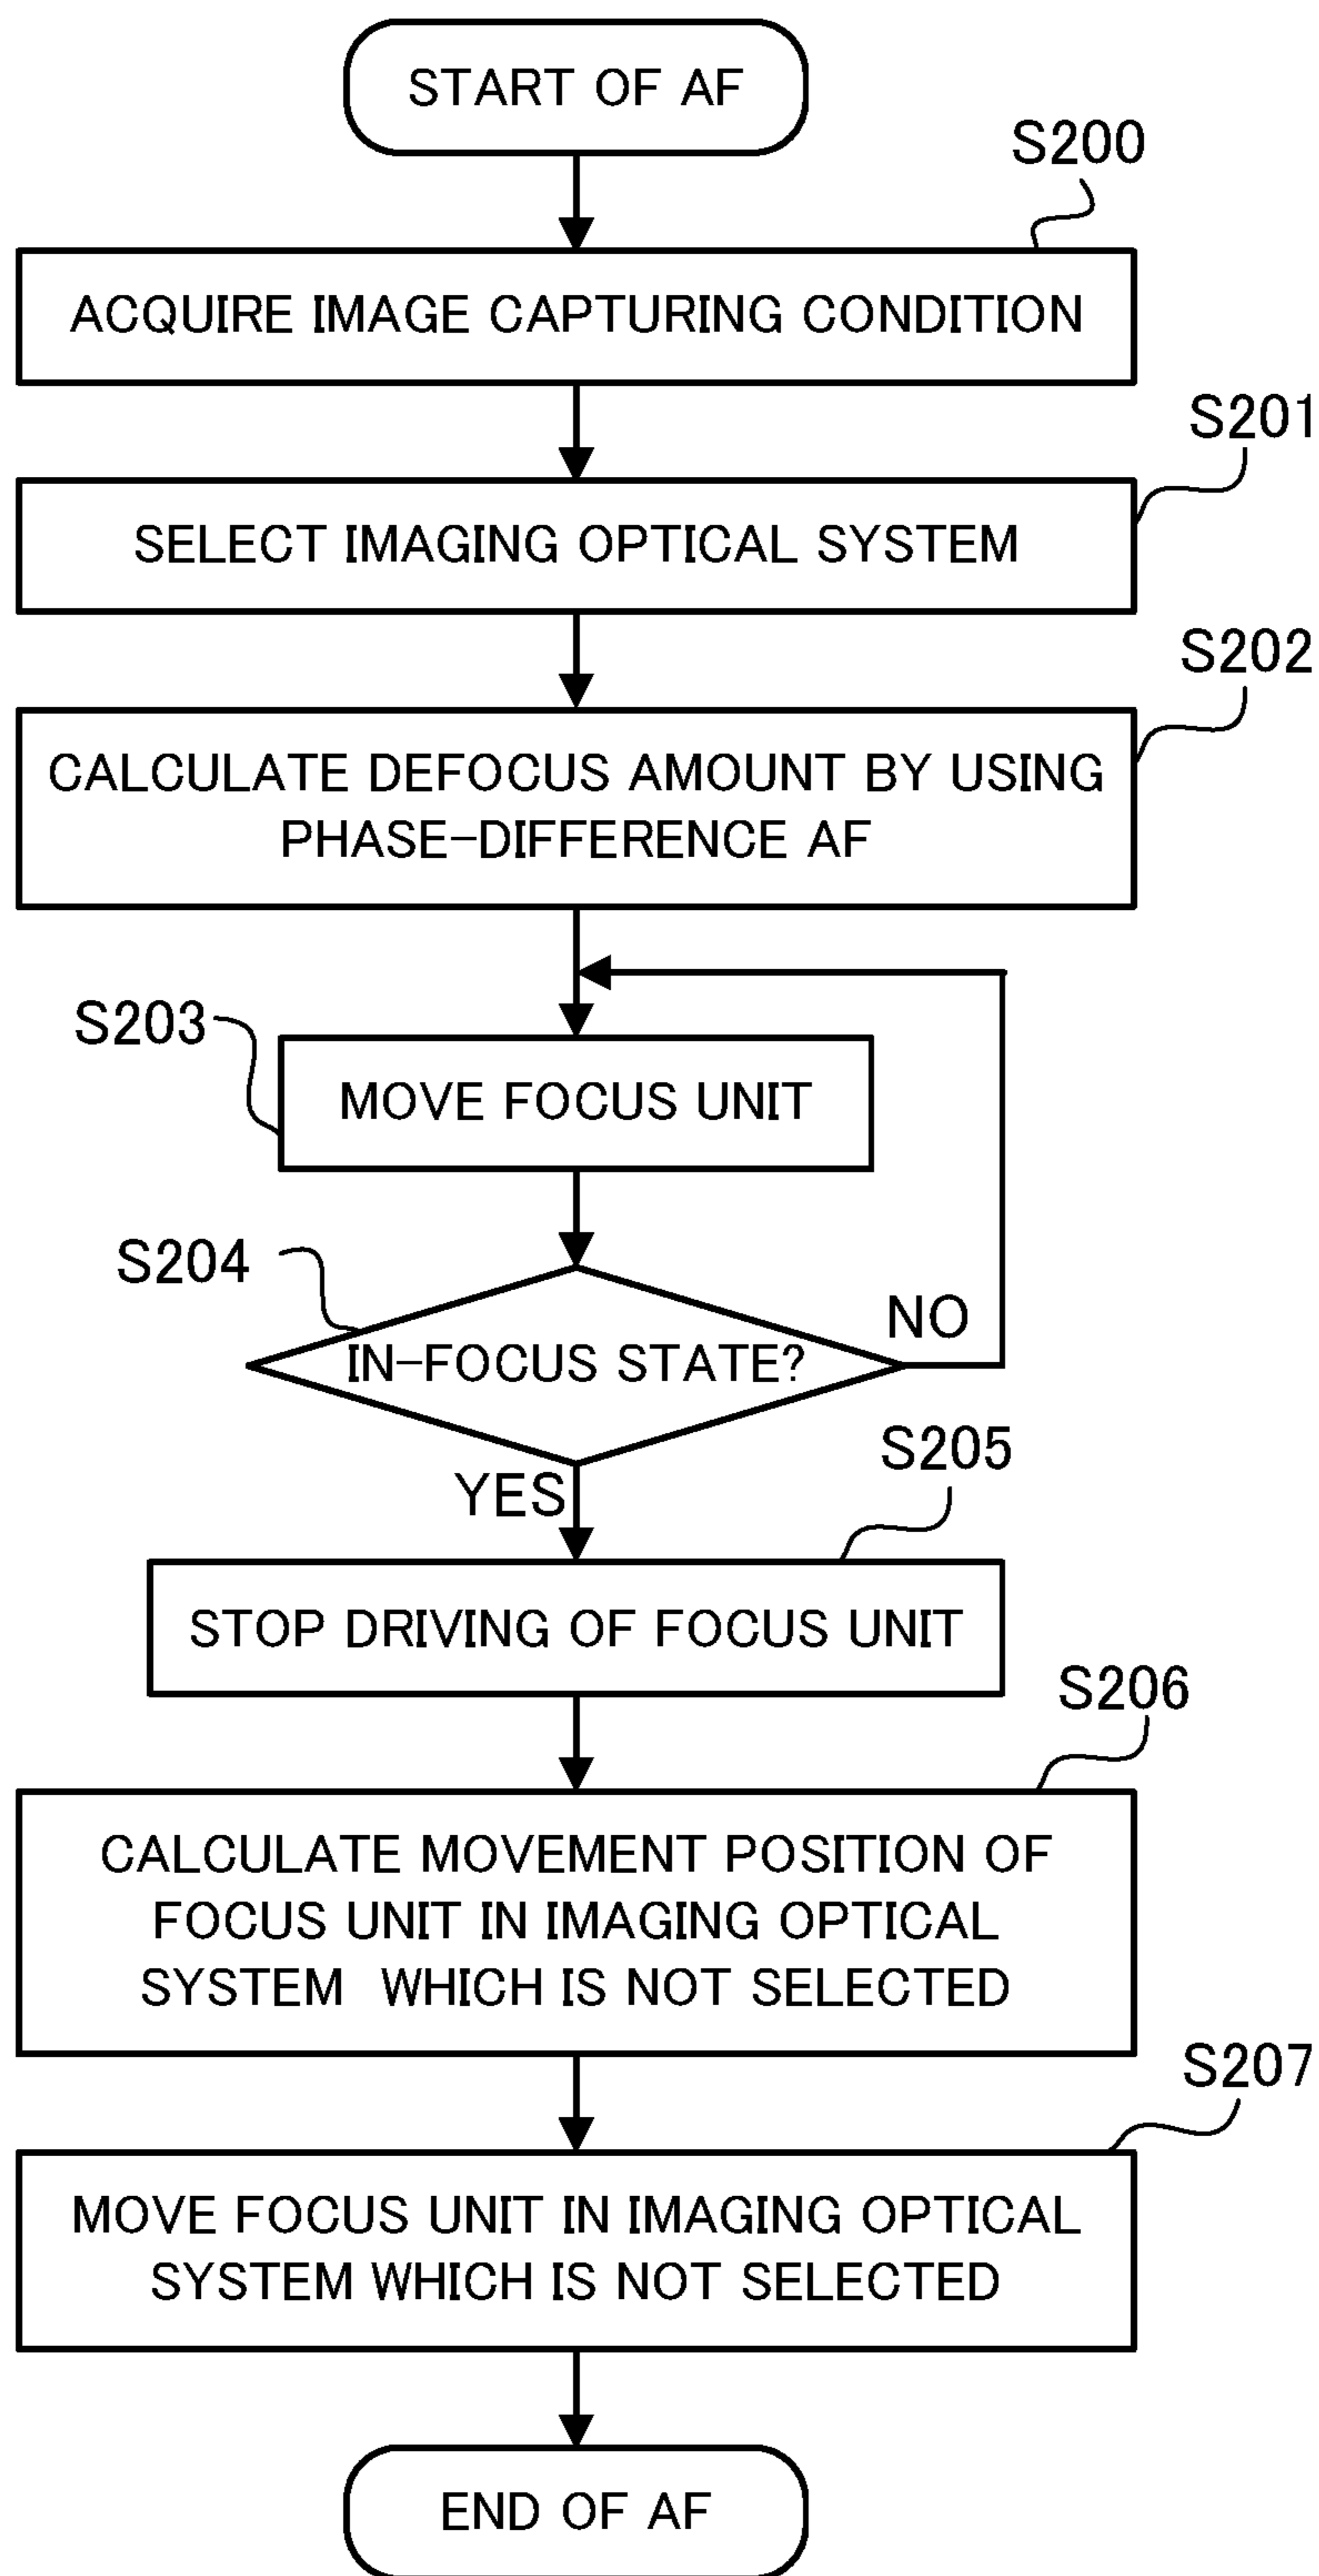 START OF AF
S200
ACQUIRE IMAGE CAPTURING CONDITION
S201
SELECT IMAGING OPTICAL SYSTEM
S202
CALCULATE DEFOCUS AMOUNT BY USING
PHASE-DIFFERENCE AF
S203
MOVE FOCUS UNIT
S204
IN-FOCUS STATE?
NO
YES
S205
STOP DRIVING OF FOCUS UNIT
S206
CALCULATE MOVEMENT POSITION OF
FOCUS UNIT IN IMAGING OPTICAL
SYSTEM WHICH IS NOT SELECTED
S207
MOVE FOCUS UNIT IN IMAGING OPTICAL
SYSTEM WHICH IS NOT SELECTED
END OF AF